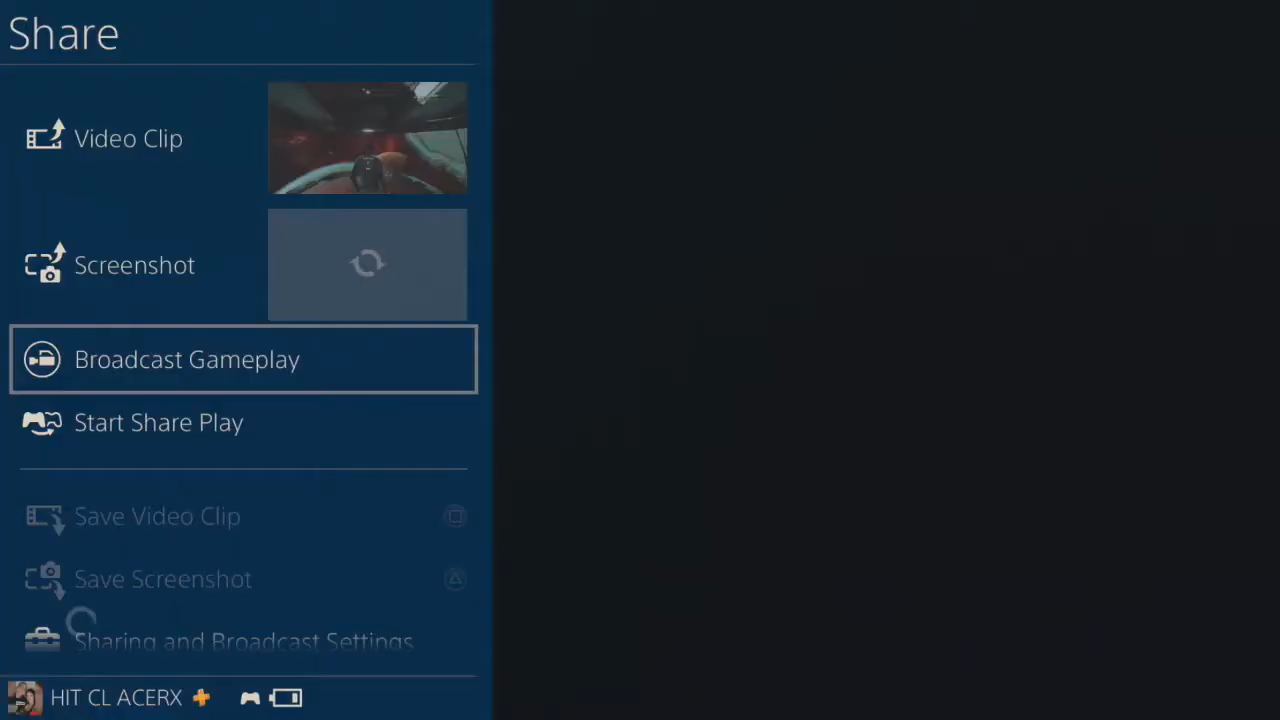 Share
Video Clip
Screenshot
Broadcast Gameplay
Start Share Play
Save Video Clip
Save Screenshot
Sharing and Broadcast Settings
HIT CL ACERX